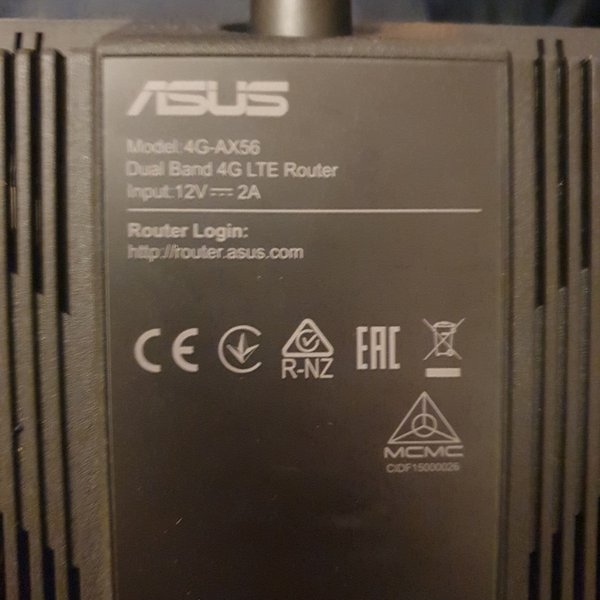 ASUS
Model: 4G-AX56
Dual Band 4G LTE Router
Input: 12V⎓ 2A
Router Login:
http://router.asus.com
CE
R-NZ
EAC
MCMC
CIDF15000026